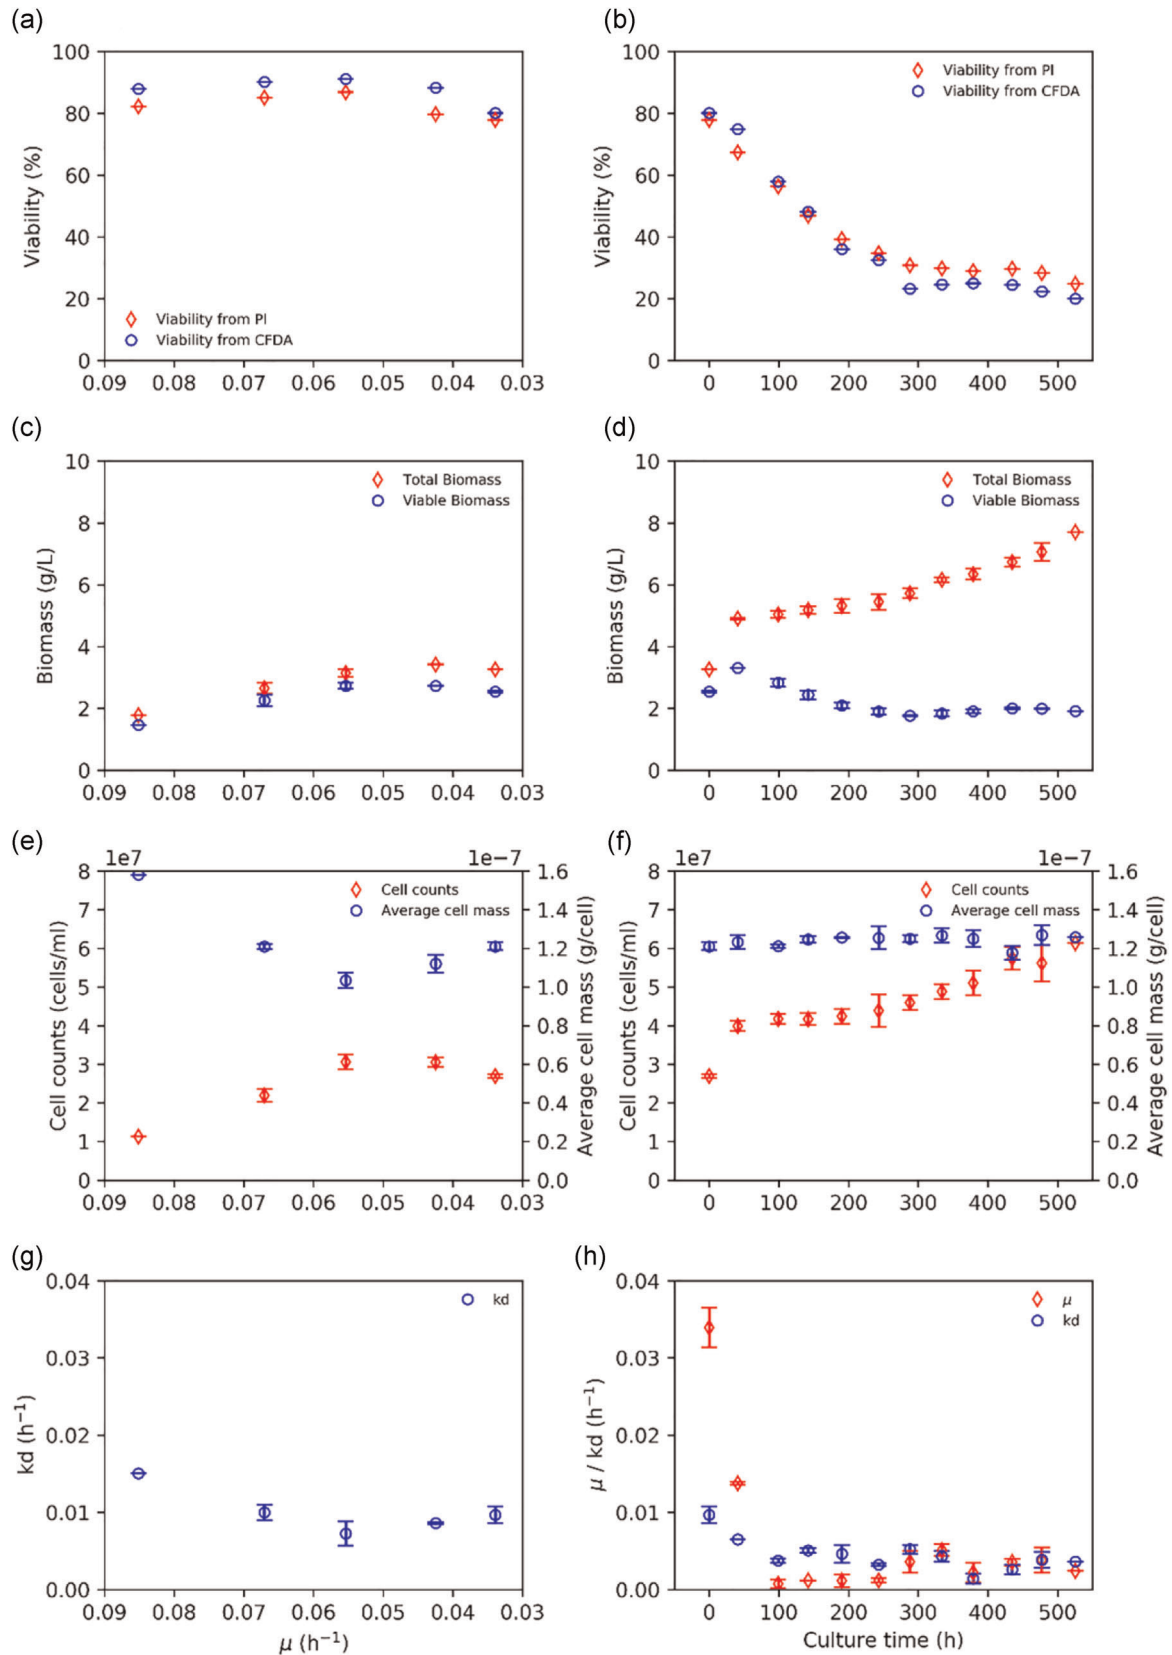 (a)
100
80
60
40
20
0
Viability (%)
Viability from PI
Viability from CFDA
0.09 0.08 0.07 0.06 0.05 0.04 0.03
(b)
100
80
60
40
20
0
Viability (%)
Viability from PI
Viability from CFDA
0 100 200 300 400 500
(c)
10
8
6
4
2
0
Biomass (g/L)
Total Biomass
Viable Biomass
0.09 0.08 0.07 0.06 0.05 0.04 0.03
(d)
10
8
6
4
2
0
Biomass (g/L)
Total Biomass
Viable Biomass
0 100 200 300 400 500
(e)
1e7
1e−7
8
7
6
5
4
3
2
1
0
Cell counts (cells/ml)
Cell counts
Average cell mass
1.6
1.4
1.2
1.0
0.8
0.6
0.4
0.2
0.0
Average cell mass (g/cell)
0.09 0.08 0.07 0.06 0.05 0.04 0.03
(f)
1e7
1e−7
8
7
6
5
4
3
2
1
0
Cell counts (cells/ml)
Cell counts
Average cell mass
1.6
1.4
1.2
1.0
0.8
0.6
0.4
0.2
0.0
Average cell mass (g/cell)
0 100 200 300 400 500
(g)
0.04
0.03
0.02
0.01
0.00
kd (h⁻¹)
kd
0.09 0.08 0.07 0.06 0.05 0.04 0.03
μ (h⁻¹)
(h)
0.04
0.03
0.02
0.01
0.00
μ / kd (h⁻¹)
μ
kd
0 100 200 300 400 500
Culture time (h)